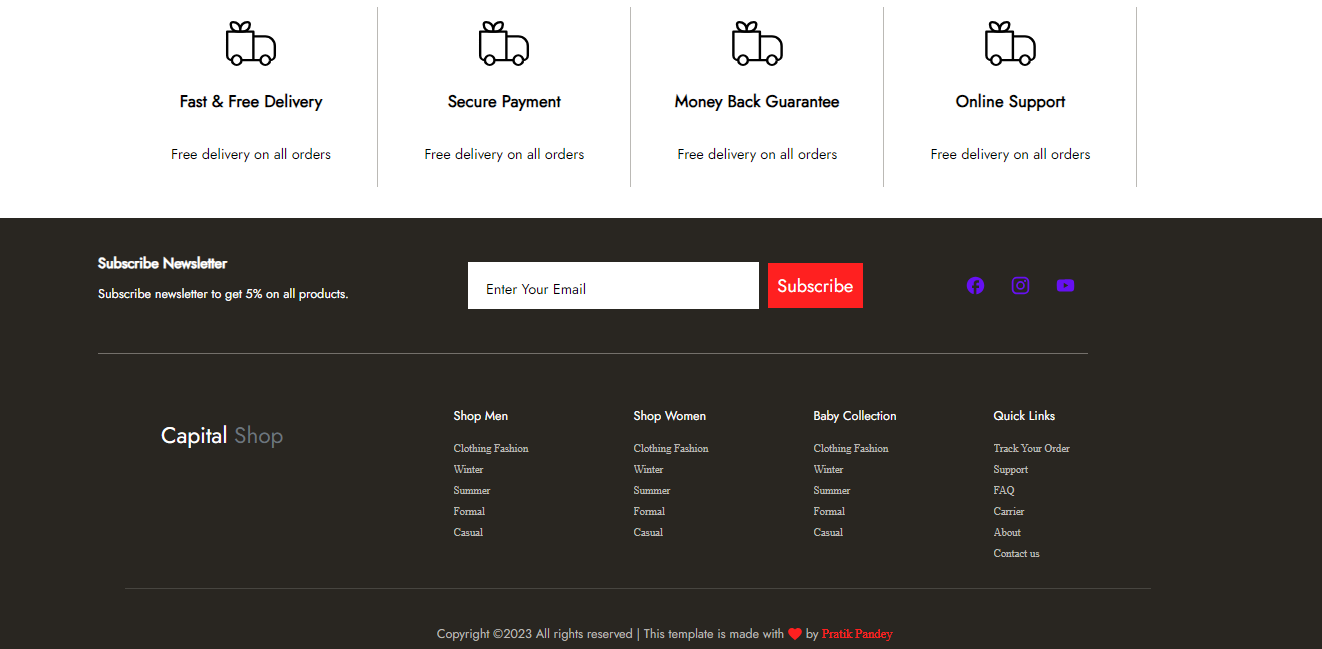 Fast & Free Delivery
Secure Payment
Money Back Guarantee
Online Support
Free delivery on all orders
Free delivery on all orders
Free delivery on all orders
Free delivery on all orders
Subscribe Newsletter
Subscribe newsletter to get 5% on all products.
Enter Your Email
Subscribe
Capital Shop
Shop Men
Clothing Fashion
Winter
Summer
Formal
Casual
Shop Women
Clothing Fashion
Winter
Summer
Formal
Casual
Baby Collection
Clothing Fashion
Winter
Summer
Formal
Casual
Quick Links
Track Your Order
Support
FAQ
Carrier
About
Contact us
Copyright ©2023 All rights reserved | This template is made with ❤ by Pratik Pandey